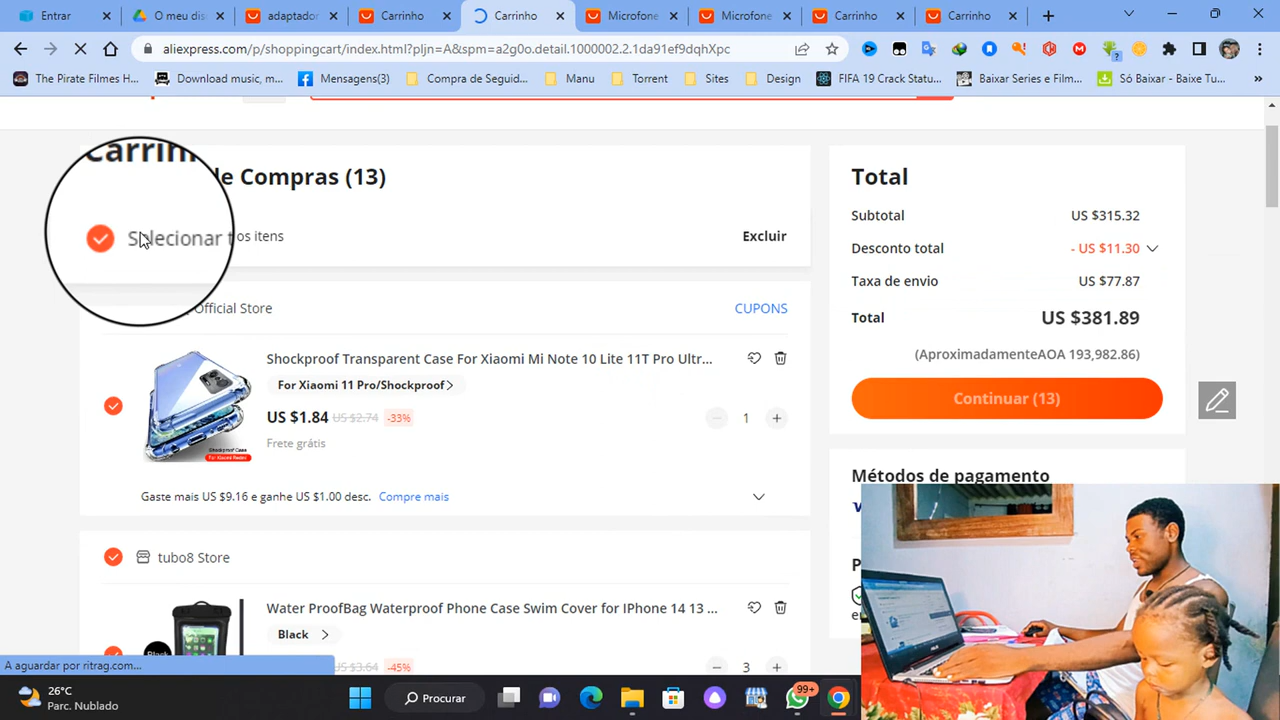 Entrar
O meu dis
adaptador
Carrinho
Carrinho
Microfone
Microfone
Carrinho
Carrinho
aliexpress.com/p/shoppingcart/index.html?pljn=A&spm=a2g0o.detail.1000002.2.1da91ef9dqhXpc
The Pirate Filmes H...
Download music, m...
Mensagens(3)
Compra de Seguid...
Manu
Torrent
Sites
Design
FIFA 19 Crack Statu...
Baixar Series e Film...
Só Baixar - Baixe Tu...
Carrinh
de Compras (13)
Selecionar t
os itens
Excluir
Official Store
CUPONS
Shockproof Transparent Case For Xiaomi Mi Note 10 Lite 11T Pro Ultr...
For Xiaomi 11 Pro/Shockproof
US $1.84 US $2.74 -33%
1
Frete grátis
Shockproof Case
For Xiaomi Redmi
Gaste mais US $9.16 e ganhe US $1.00 desc. Compre mais
tubo8 Store
Water ProofBag Waterproof Phone Case Swim Cover for IPhone 14 13 ...
Black
Black
US $3.64 -45%
3
Total
Subtotal US $315.32
Desconto total - US $11.30
Taxa de envio US $77.87
Total US $381.89
(AproximadamenteAOA 193,982.86)
Continuar (13)
Métodos de pagamento
A aguardar por ritrag.com...
26°C
Parc. Nublado
Procurar
99+